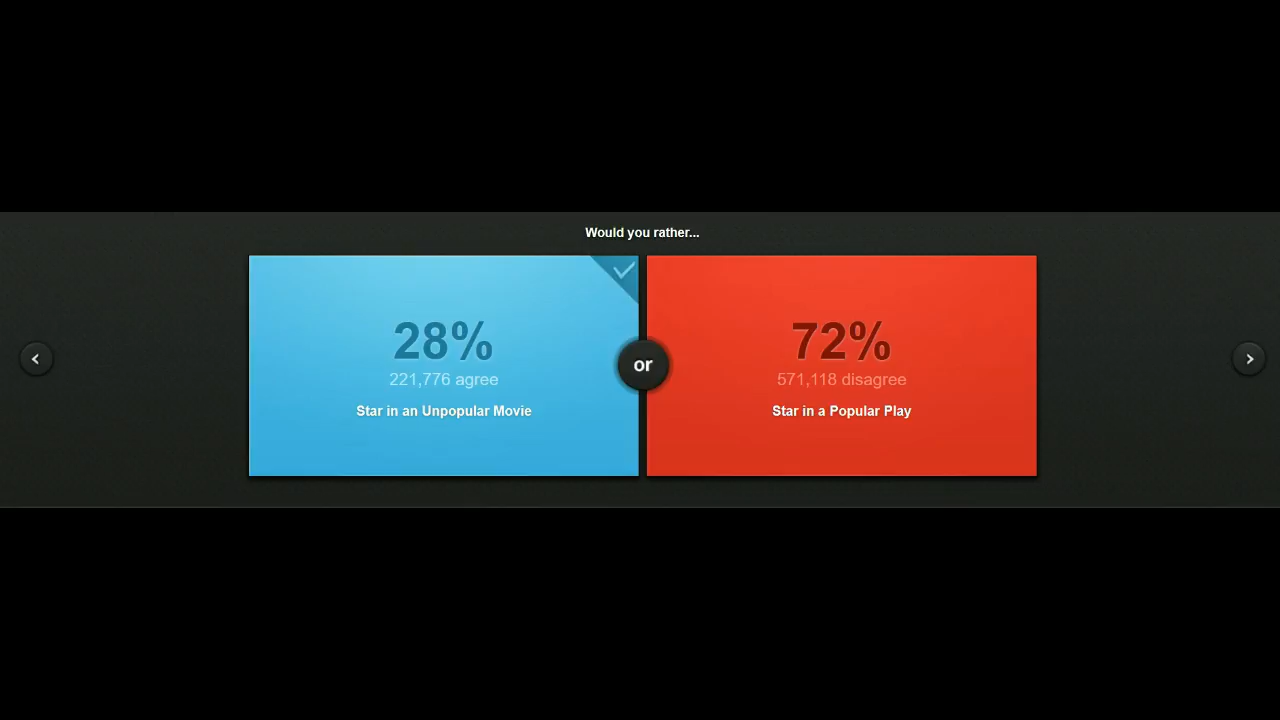 Would you rather...
28%
221,776 agree
Star in an Unpopular Movie
or
72%
571,118 disagree
Star in a Popular Play